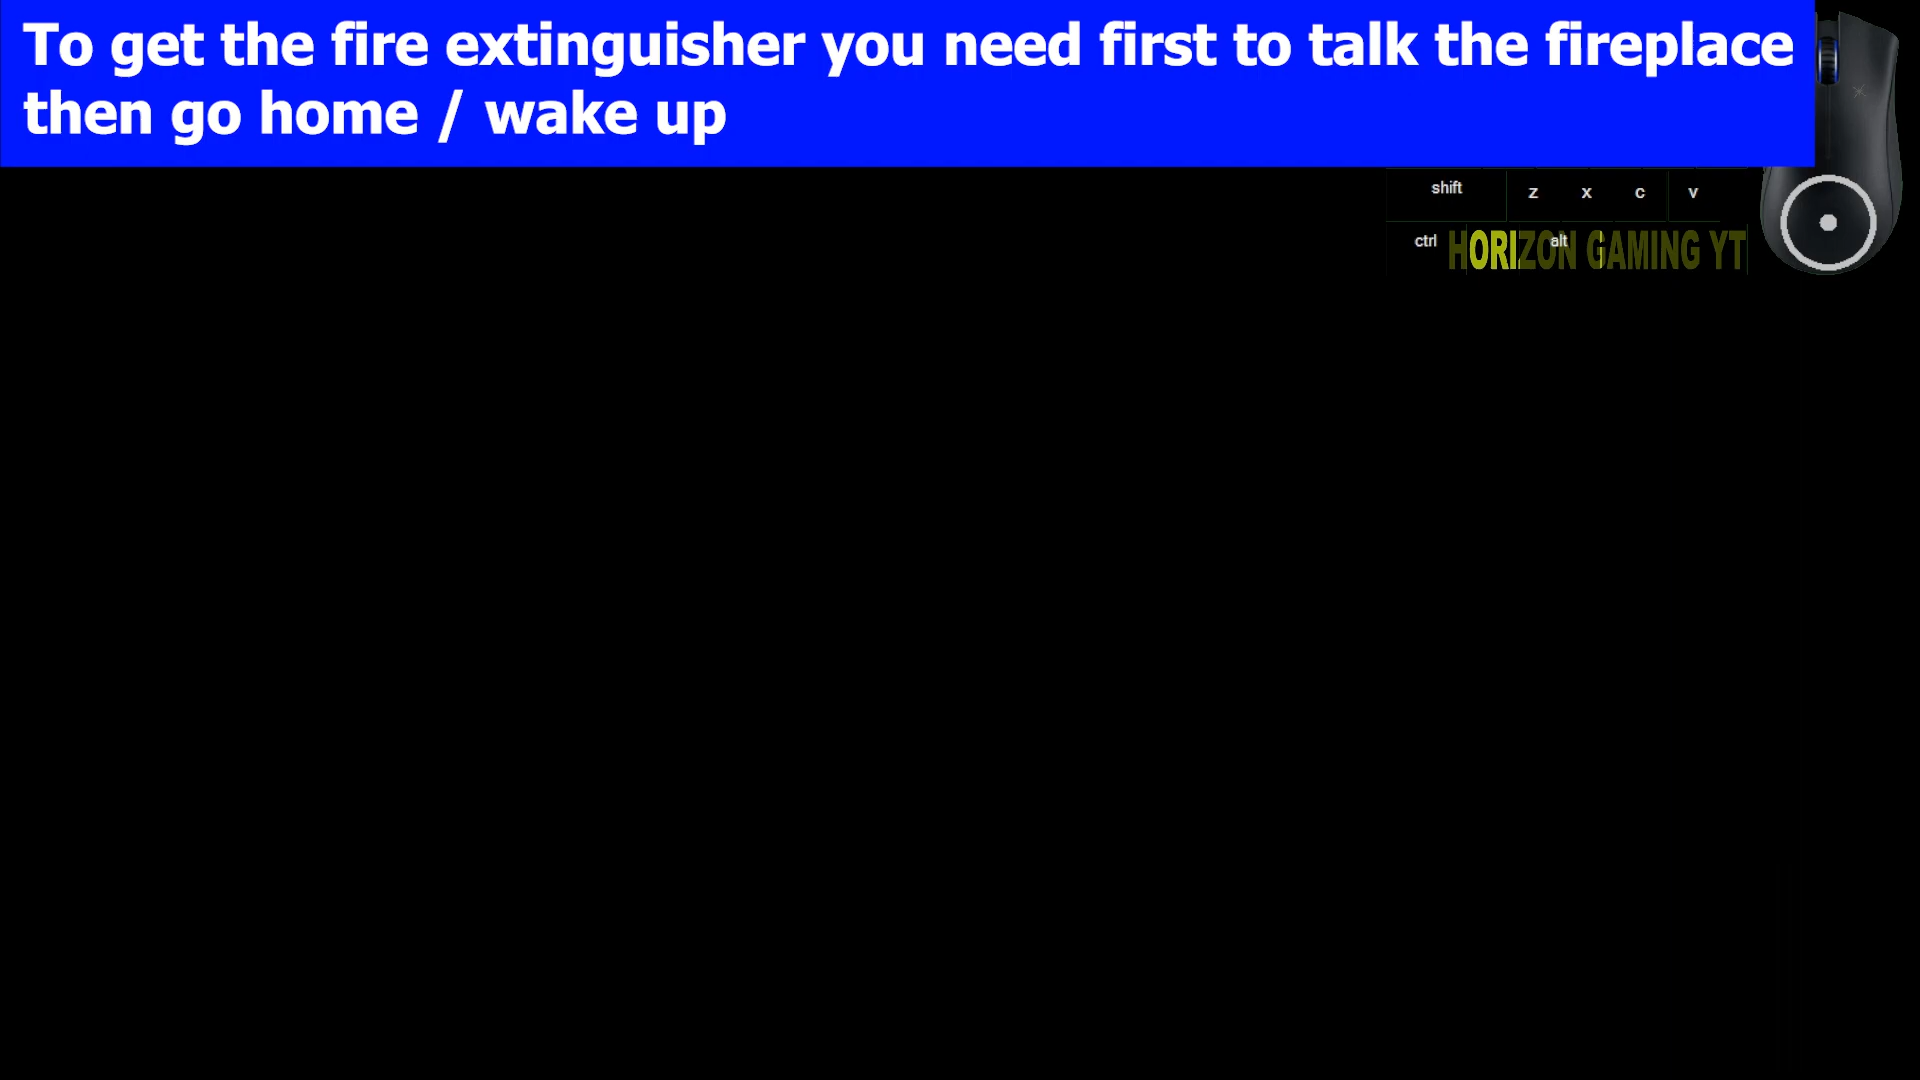 To get the fire extinguisher you need first to talk the fireplace
then go home / wake up
shift z x c v
ctrl alt
HORIZON GAMING YT